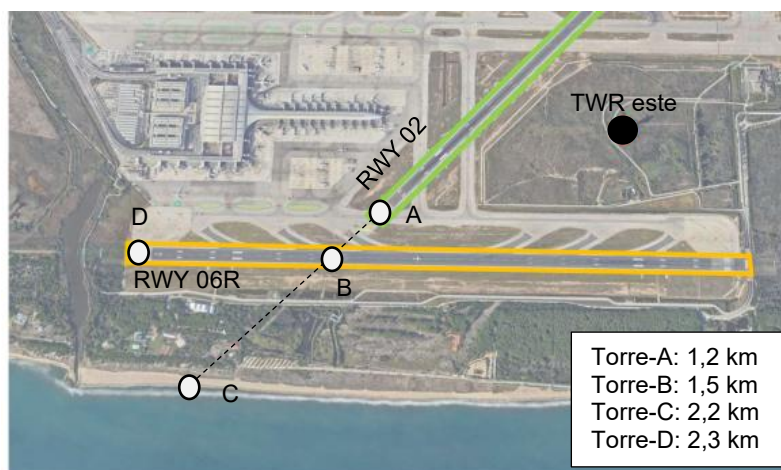 TWR este
RWY 02
A
D
RWY 06R
B
C
Torre-A: 1,2 km
Torre-B: 1,5 km
Torre-C: 2,2 km
Torre-D: 2,3 km